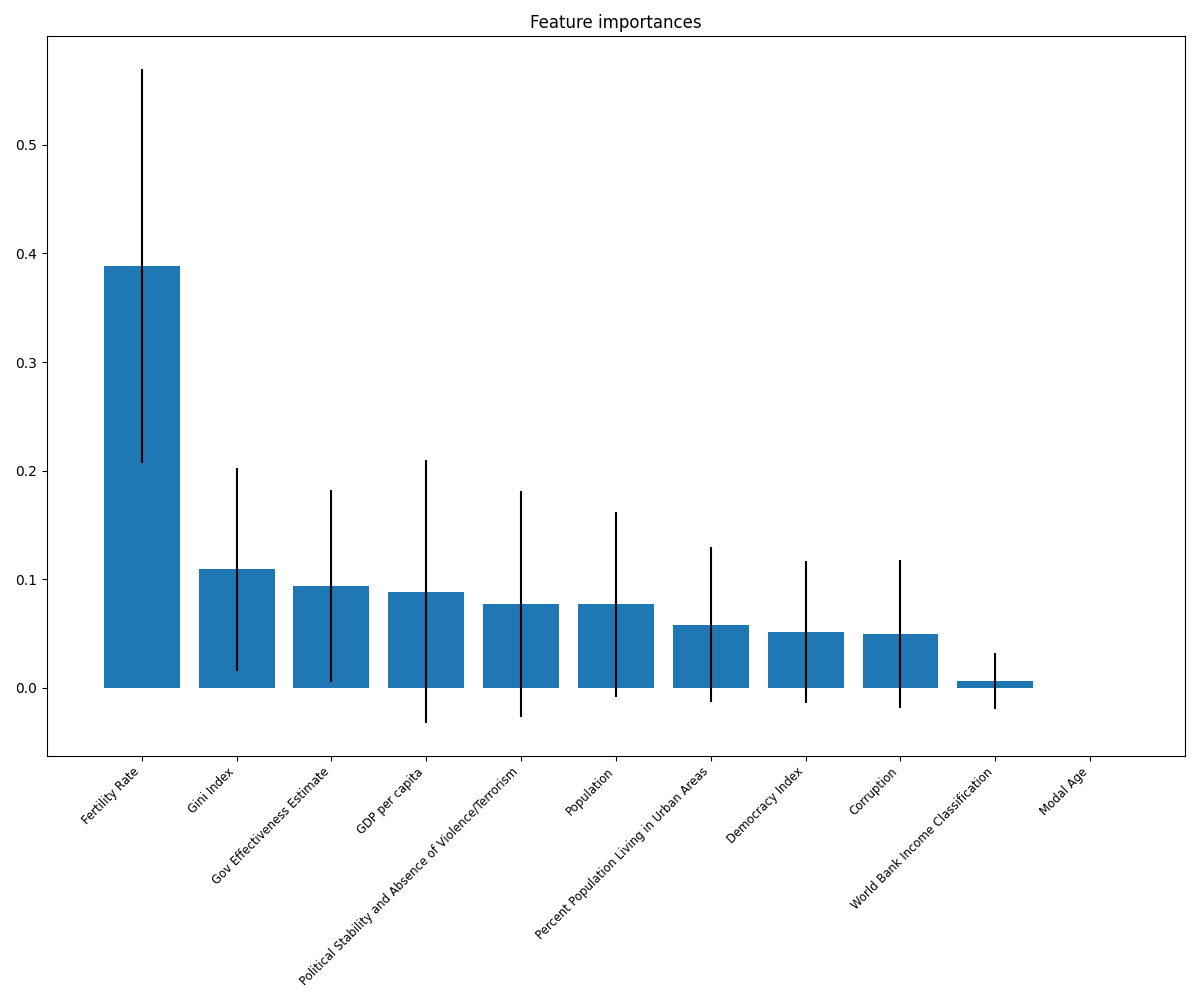 Feature importances
0.5
0.4
0.3
0.2
0.1
0.0
Fertility Rate
Gini Index
Gov Effectiveness Estimate
GDP per capita
Political Stability and Absence of Violence/Terrorism
Population
Percent Population Living in Urban Areas
Democracy Index
Corruption
World Bank Income Classification
Modal Age